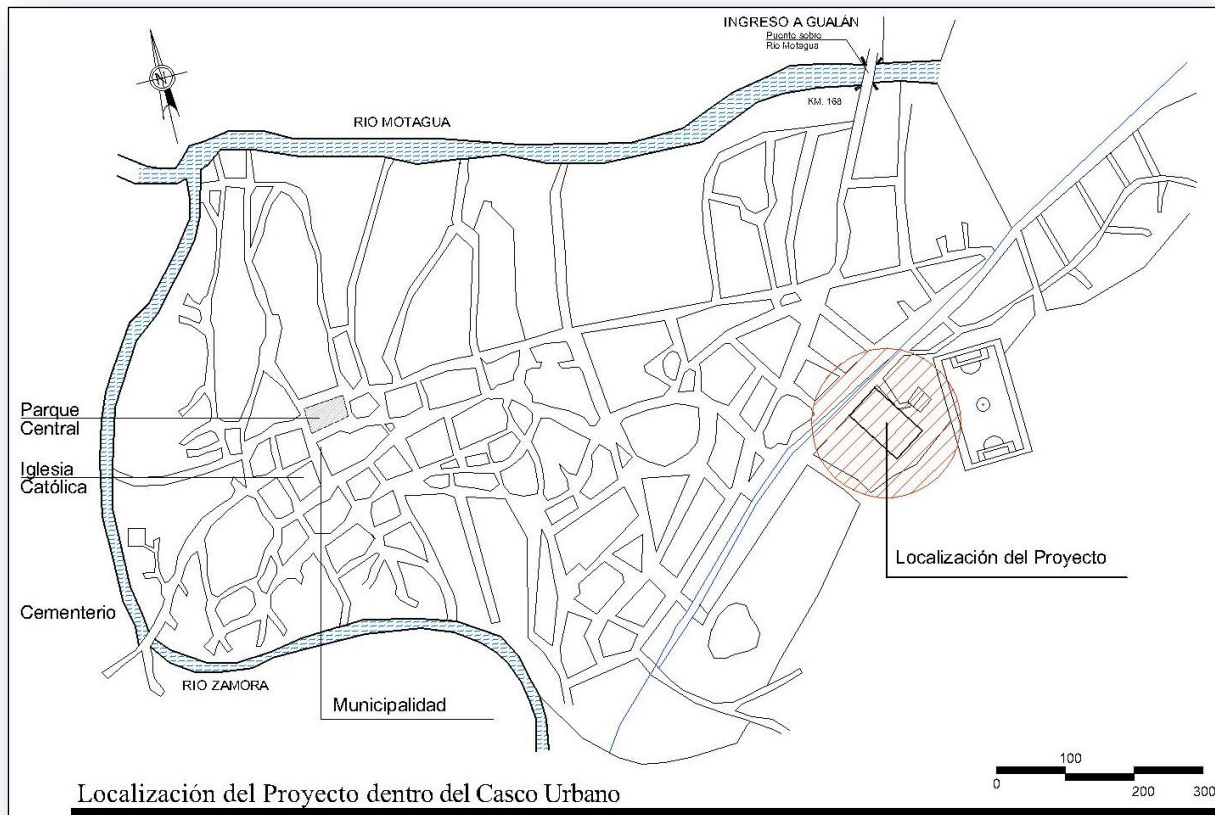 INGRESO A GUALÁN
Puente sobre
Rio Motagua
N
KM. 168
RIO MOTAGUA
Parque
Central
Iglesia
Católica
Localización del Proyecto
Cementerio
RIO ZAMORA
Municipalidad
100
0
200
300
Localización del Proyecto dentro del Casco Urbano